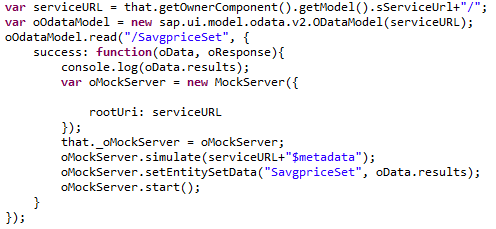 var serviceURL = that.getOwnerComponent().getModel().sServiceUrl+"/";
var oOdataModel = new sap.ui.model.odata.v2.ODataModel(serviceURL);
oOdataModel.read("/SavgpriceSet", {
    success: function(oData, oResponse){
        console.log(oData.results);
        var oMockServer = new MockServer({
            rootUri: serviceURL
        });
        that._oMockServer = oMockServer;
        oMockServer.simulate(serviceURL+"$metadata");
        oMockServer.setEntitySetData("SavgpriceSet", oData.results);
        oMockServer.start();
    }
});